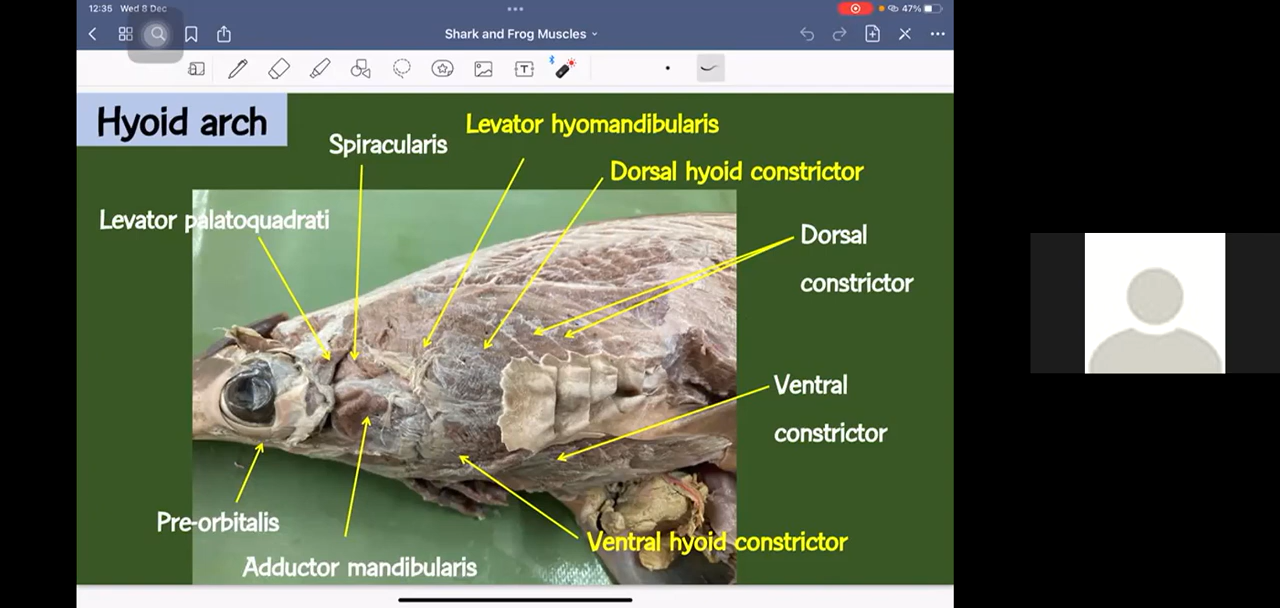 12:35 Wed 8 Dec
47%
Shark and Frog Muscles
Hyoid arch
Levator hyomandibularis
Spiracularis
Dorsal hyoid constrictor
Levator palatoquadrati
Dorsal
constrictor
Ventral
constrictor
Pre-orbitalis
Ventral hyoid constrictor
Adductor mandibularis